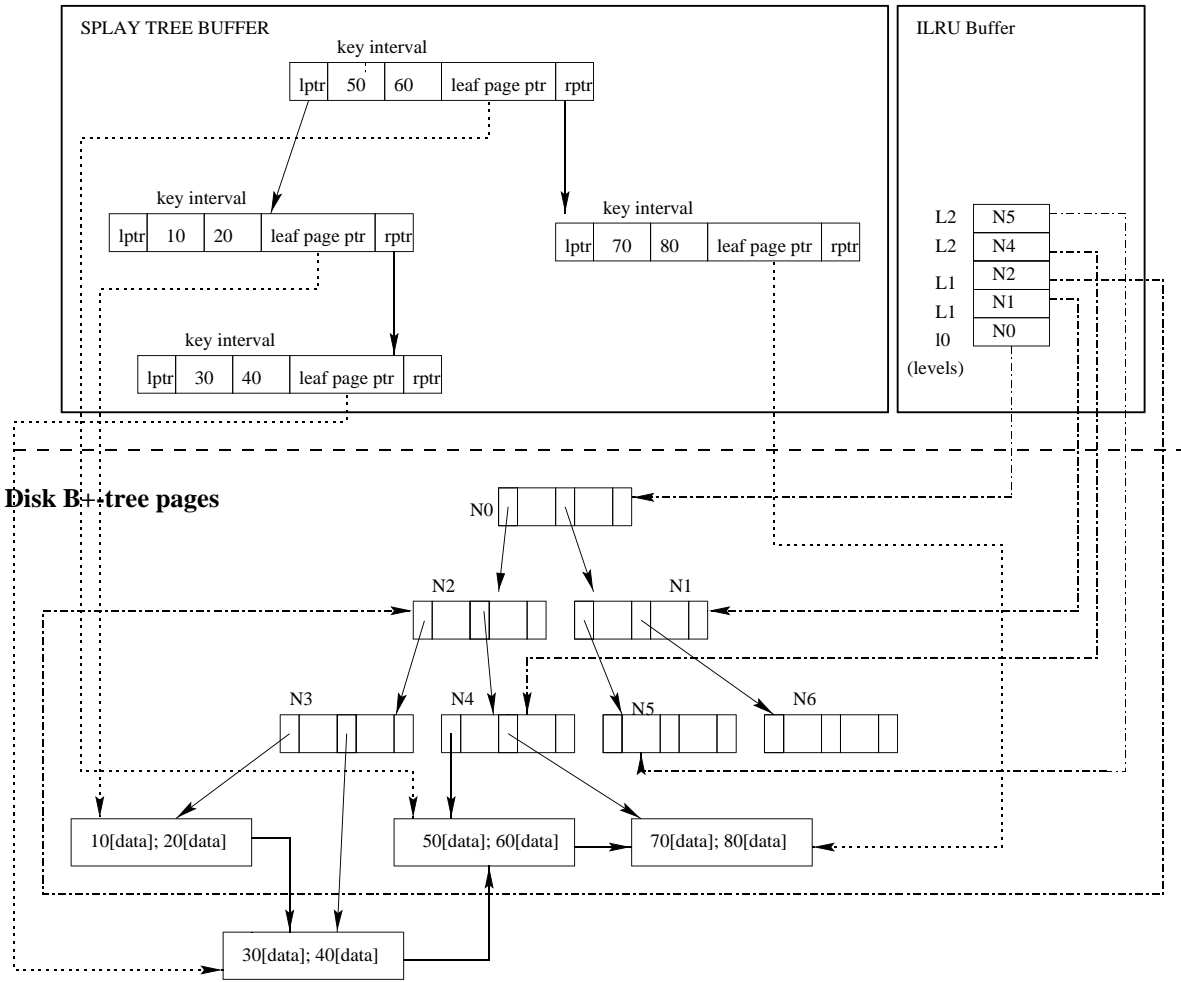 SPLAY TREE BUFFER
ILRU Buffer
key interval
lptr 50 60 leaf page ptr rptr
key interval
lptr 10 20 leaf page ptr rptr
key interval
lptr 70 80 leaf page ptr rptr
key interval
lptr 30 40 leaf page ptr rptr
L2 N5
L2 N4
L1 N2
L1 N1
l0 N0
(levels)
Disk B+-tree pages
N0
N2
N1
N3
N4
N5
N6
10[data]; 20[data]
50[data]; 60[data]
70[data]; 80[data]
30[data]; 40[data]